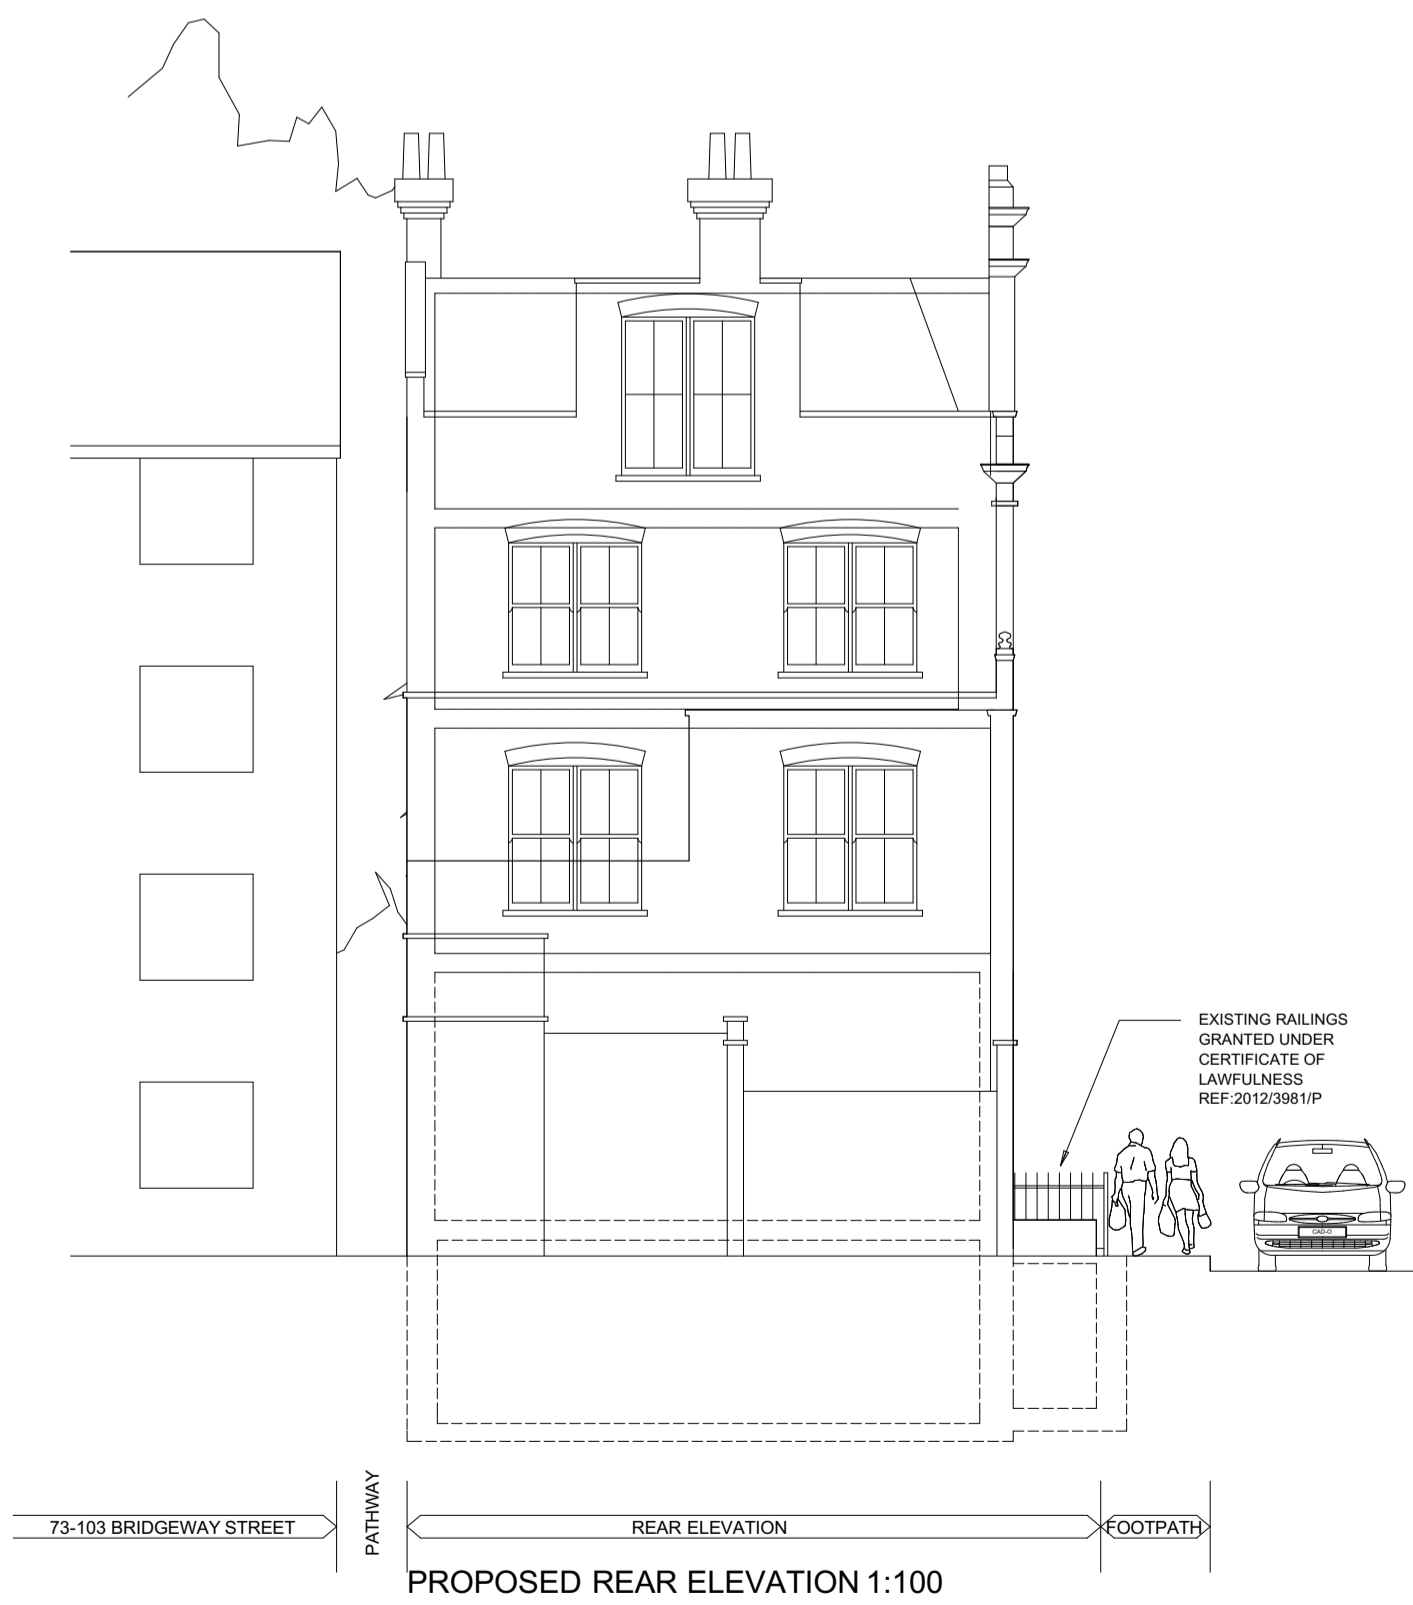 EXISTING RAILINGS
GRANTED UNDER
CERTIFICATE OF
LAWFULNESS
REF:2012/3981/P
CAD-O
73-103 BRIDGEWAY STREET
PATHWAY
REAR ELEVATION
FOOTPATH
PROPOSED REAR ELEVATION 1:100